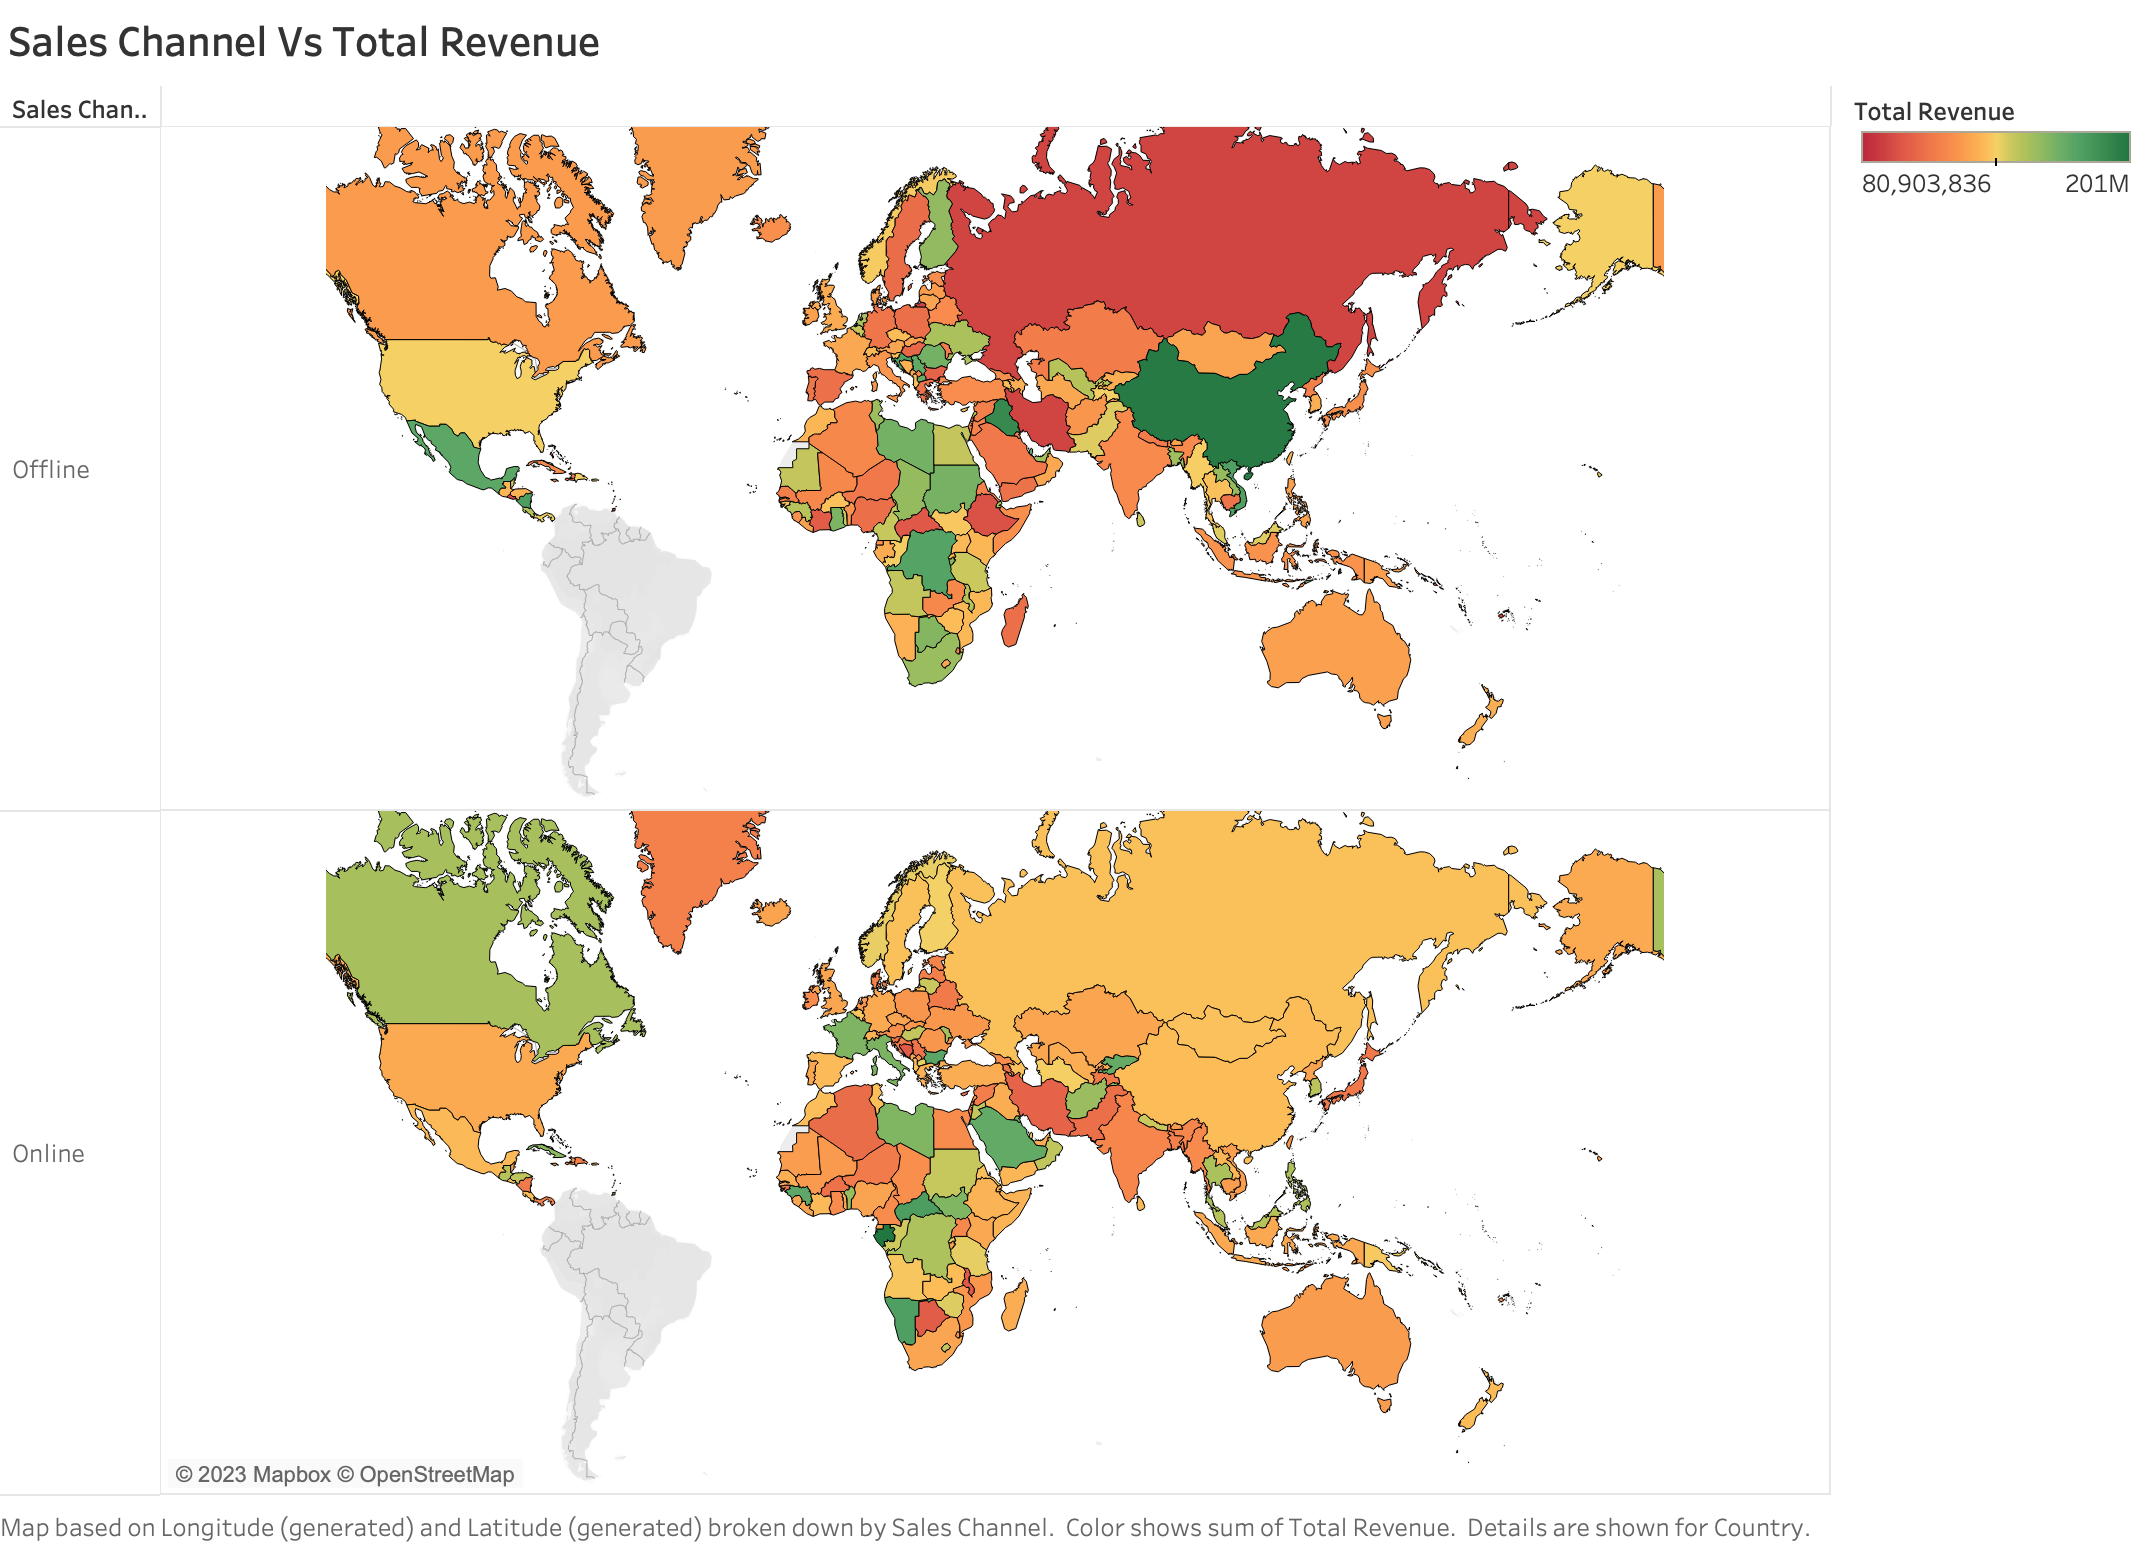 Sales Channel Vs Total Revenue
Sales Chan..
Total Revenue
80,903,836 201M
Offline
Online
© 2023 Mapbox © OpenStreetMap
Map based on Longitude (generated) and Latitude (generated) broken down by Sales Channel.  Color shows sum of Total Revenue.  Details are shown for Country.